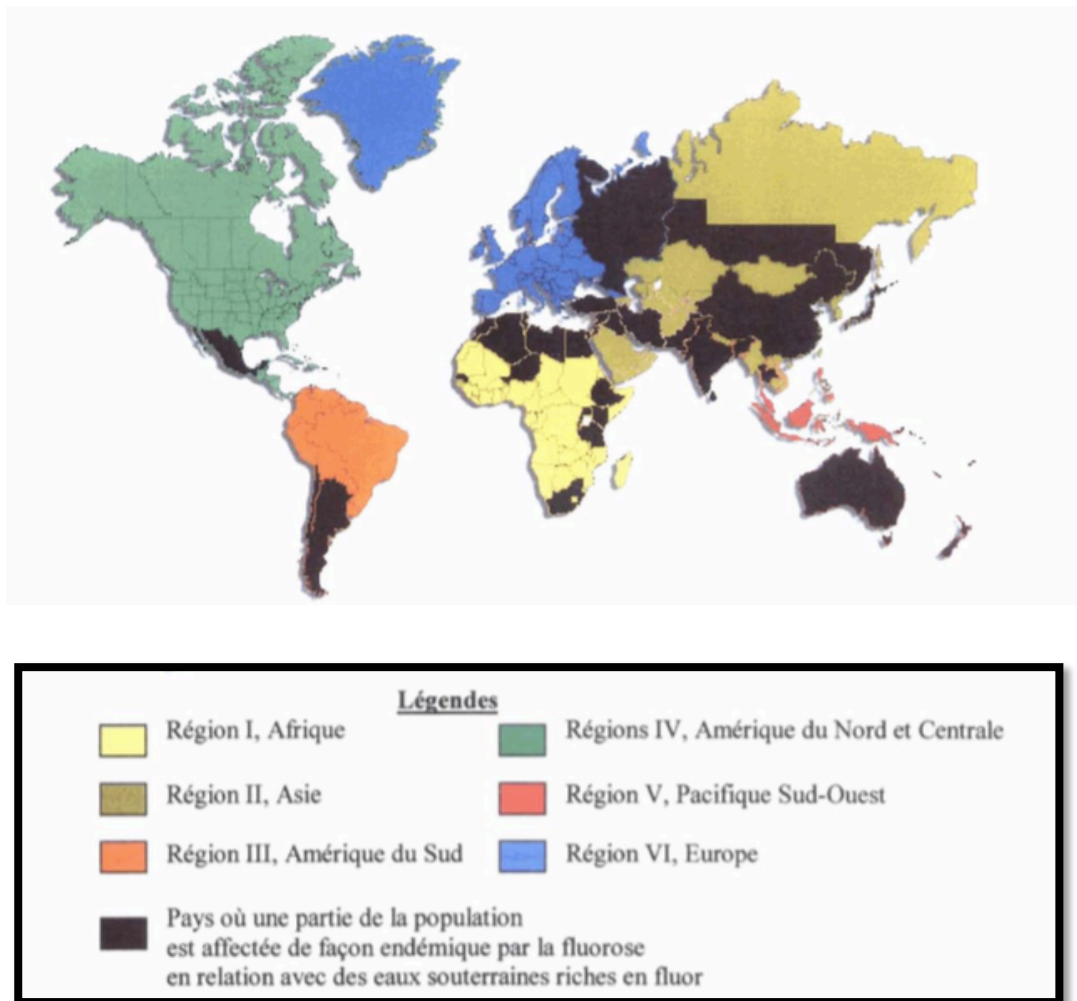 Légendes
Région I, Afrique
Régions IV, Amérique du Nord et Centrale
Région II, Asie
Région V, Pacifique Sud-Ouest
Région III, Amérique du Sud
Région VI, Europe
Pays où une partie de la population
est affectée de façon endémique par la fluorose
en relation avec des eaux souterraines riches en fluor